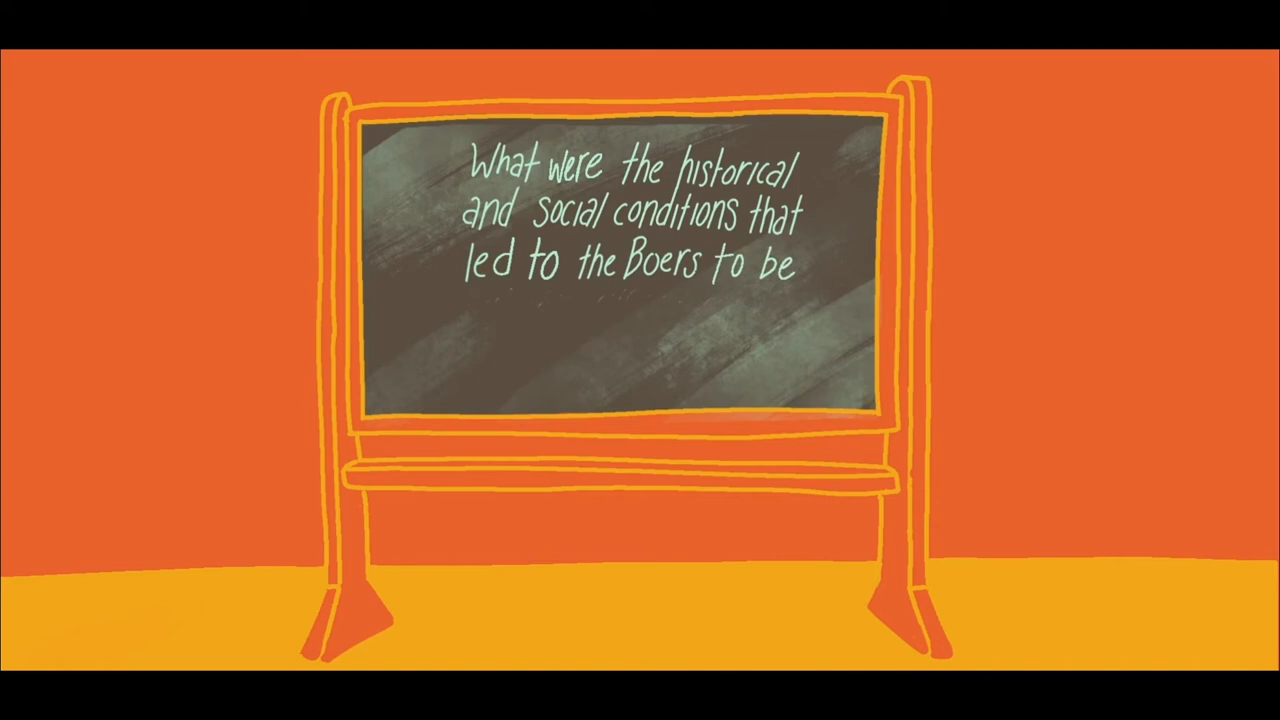 What were the historical
and social conditions that
led to the Boers to be